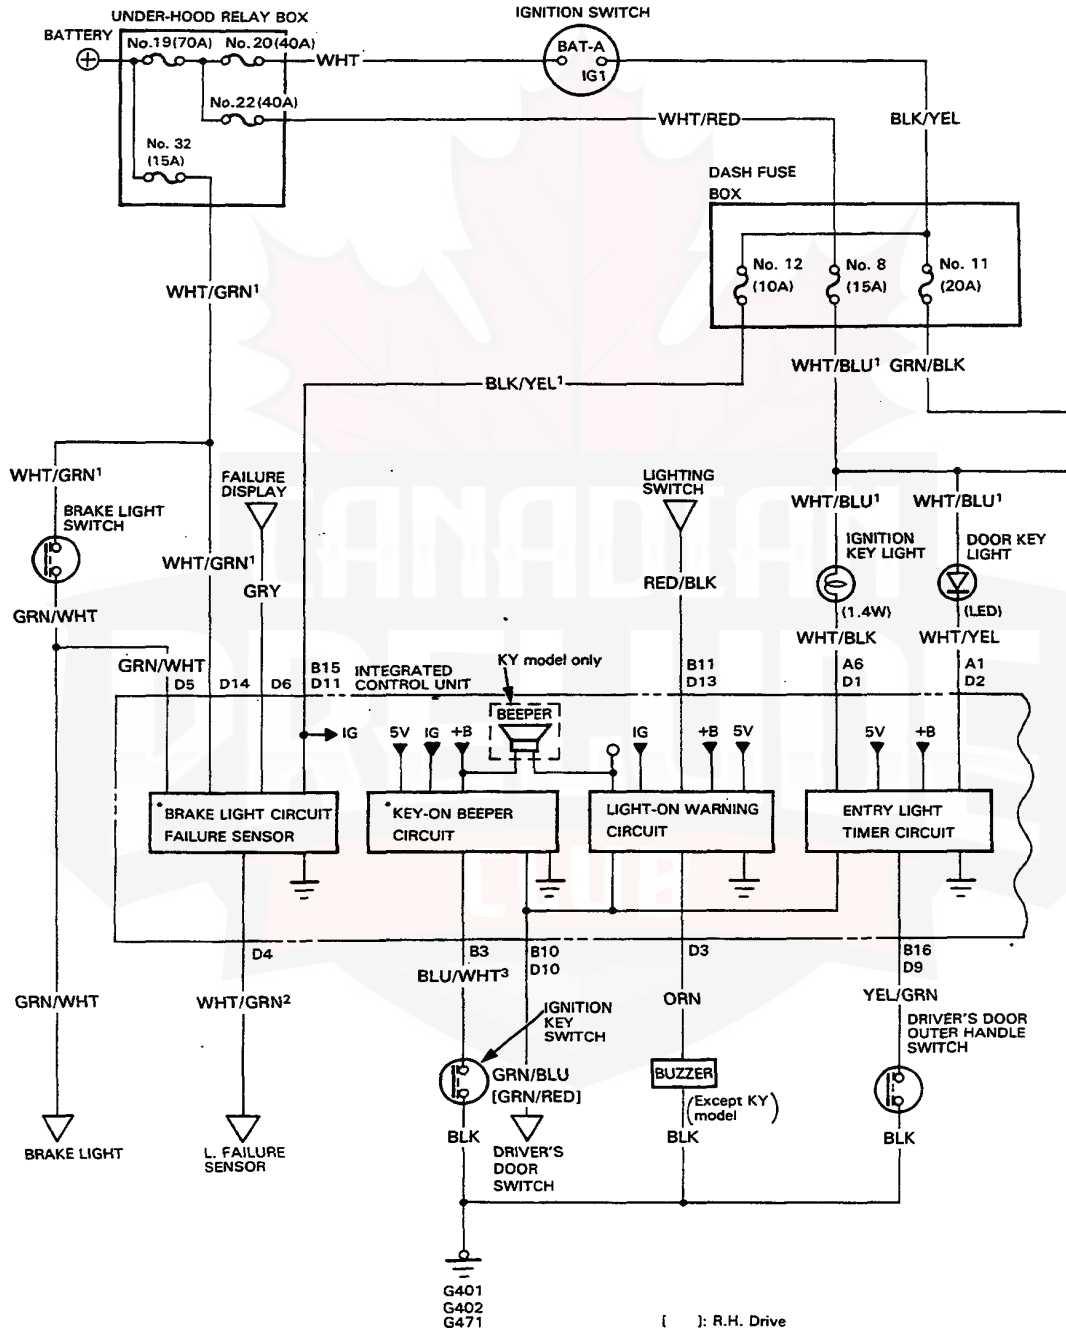 UNDER-HOOD RELAY BOX
IGNITION SWITCH
BATTERY
No.19(70A)
No.20(40A)
WHT
BAT-A
IG1
No.22(40A)
WHT/RED
BLK/YEL
No. 32
(15A)
DASH FUSE
BOX
No. 12
(10A)
No. 8
(15A)
No. 11
(20A)
WHT/GRN¹
WHT/BLU¹
GRN/BLK
BLK/YEL¹
WHT/GRN¹
FAILURE
DISPLAY
LIGHTING
SWITCH
WHT/BLU¹
WHT/BLU¹
BRAKE LIGHT
SWITCH
IGNITION
KEY LIGHT
DOOR KEY
LIGHT
WHT/GRN¹
GRY
RED/BLK
(1.4W)
(LED)
GRN/WHT
WHT/BLK
WHT/YEL
GRN/WHT
D5
D14
D6
B15
D11
INTEGRATED
CONTROL UNIT
KY model only
B11
D13
A6
D1
A1
D2
BEEPER
IG
5V
IG
+B
IG
+B
5V
5V
+B
*BRAKE LIGHT CIRCUIT
FAILURE SENSOR
*KEY-ON BEEPER
CIRCUIT
LIGHT-ON WARNING
CIRCUIT
ENTRY LIGHT
TIMER CIRCUIT
CANADIAN
PRELUDE
CLUB
D4
B3
B10
D10
D3
B16
D9
GRN/WHT
WHT/GRN²
BLU/WHT³
ORN
YEL/GRN
IGNITION
KEY
SWITCH
DRIVER'S DOOR
OUTER HANDLE
SWITCH
GRN/BLU
[GRN/RED]
BUZZER
(Except KY
model)
BLK
BLK
BLK
BRAKE LIGHT
L. FAILURE
SENSOR
DRIVER'S
DOOR
SWITCH
G401
G402
G471
[ ]: R.H. Drive